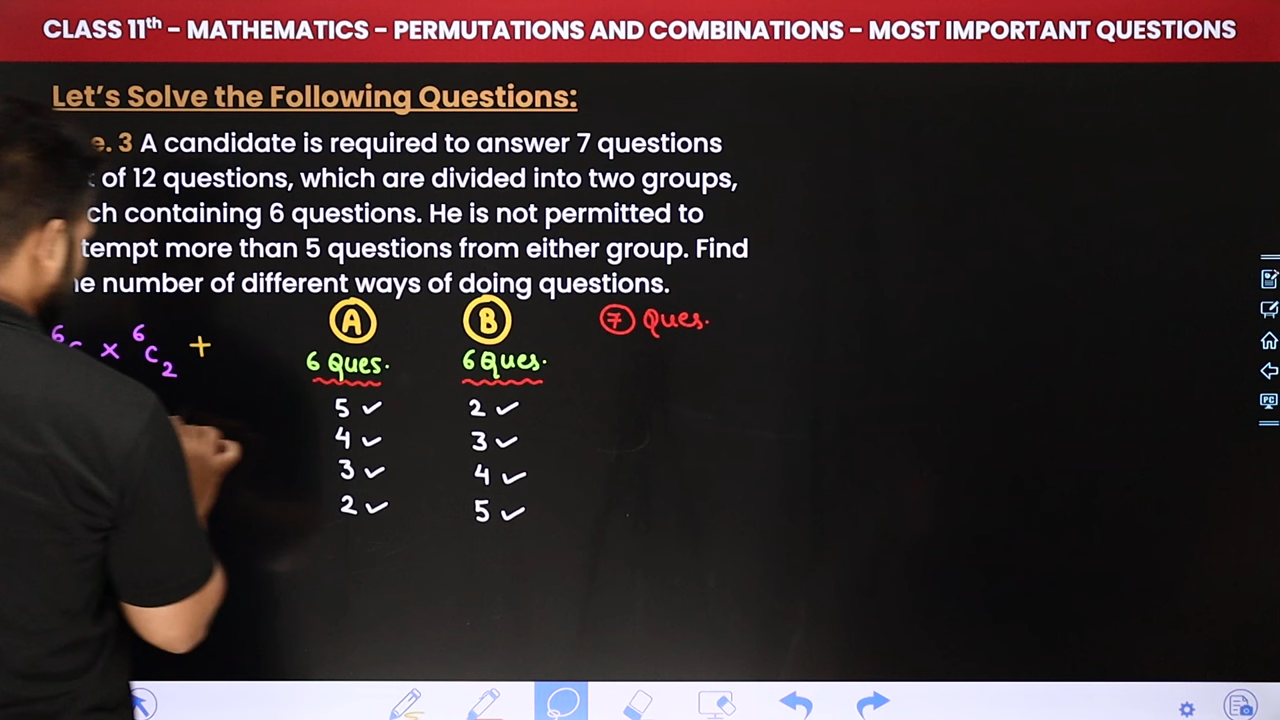 CLASS 11th – MATHEMATICS – PERMUTATIONS AND COMBINATIONS – MOST IMPORTANT QUESTIONS
Let's Solve the Following Questions:
3 A candidate is required to answer 7 questions
of 12 questions, which are divided into two groups,
containing 6 questions. He is not permitted to
more than 5 questions from either group. Find
number of different ways of doing questions.
A B 7 Ques.
6 × 6C2 +
6 Ques. 6 Ques.
5 ✓ 2 ✓
4 ✓ 3 ✓
3 ✓ 4 ✓
2 ✓ 5 ✓
PC